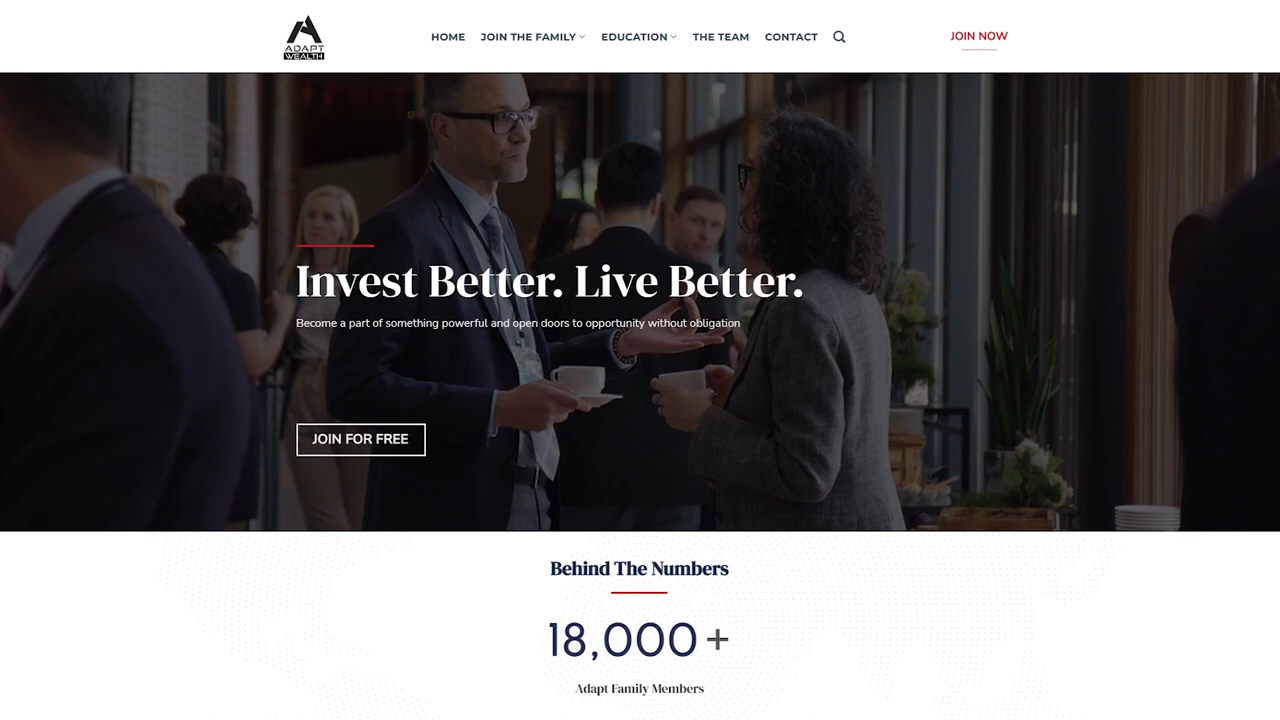 ADAPT
WEALTH
HOME
JOIN THE FAMILY
EDUCATION
THE TEAM
CONTACT
JOIN NOW
Invest Better. Live Better.
Become a part of something powerful and open doors to opportunity without obligation
JOIN FOR FREE
Behind The Numbers
18,000 +
Adapt Family Members